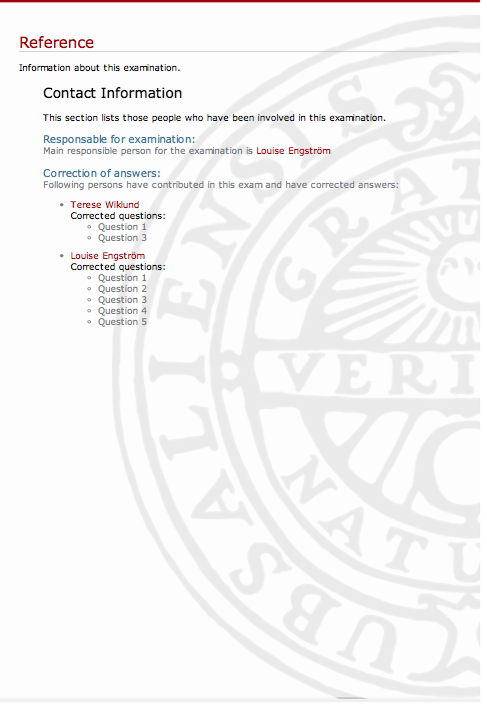 Reference
Information about this examination.
Contact Information
This section lists those people who have been involved in this examination.
Responsable for examination:
Main responsible person for the examination is Louise Engström
Correction of answers:
Following persons have contributed in this exam and have corrected answers:
Terese Wiklund
Corrected questions:
Question 1
Question 3
Louise Engström
Corrected questions:
Question 1
Question 2
Question 3
Question 4
Question 5
VERI
NATU